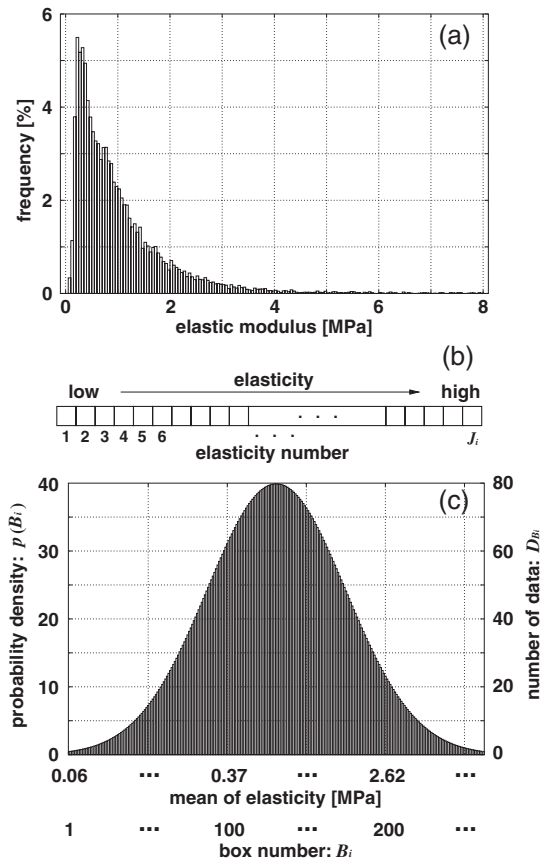 (a)
6
4
2
0
frequency [%]
0 2 4 6 8
elastic modulus [MPa]
(b)
low elasticity high
· · ·
1 2 3 4 5 6 · · · J_i
elasticity number
(c)
40
30
20
10
0
probability density: p(B_i)
80
60
40
20
0
number of data: D_{Bi}
0.06 ··· 0.37 ··· 2.62 ···
mean of elasticity [MPa]
1 ··· 100 ··· 200 ···
box number: B_i